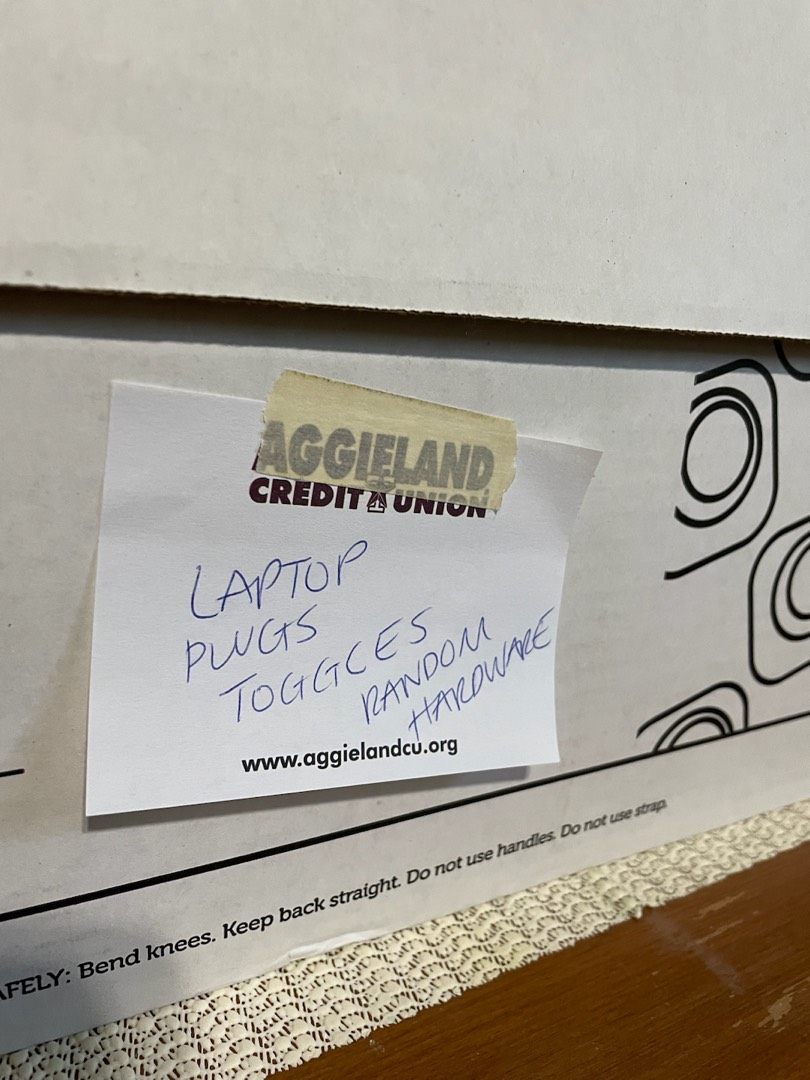 AGGIELAND
CREDIT UNION
LAPTOP
PLUGS
TOGGLES
RANDOM
HARDWARE
www.aggielandcu.org
AFELY: Bend knees. Keep back straight. Do not use handles. Do not use strap.